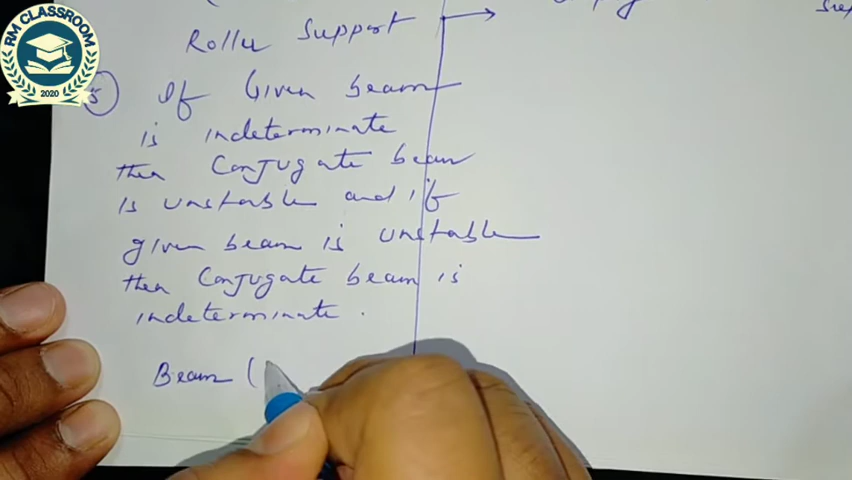 RM CLASSROOM
2020
Roller Support
5 If Given beam
is indeterminate
then Conjugate beam
is unstable and if
given beam is unstable
then Conjugate beam is
indeterminate .
Beam (